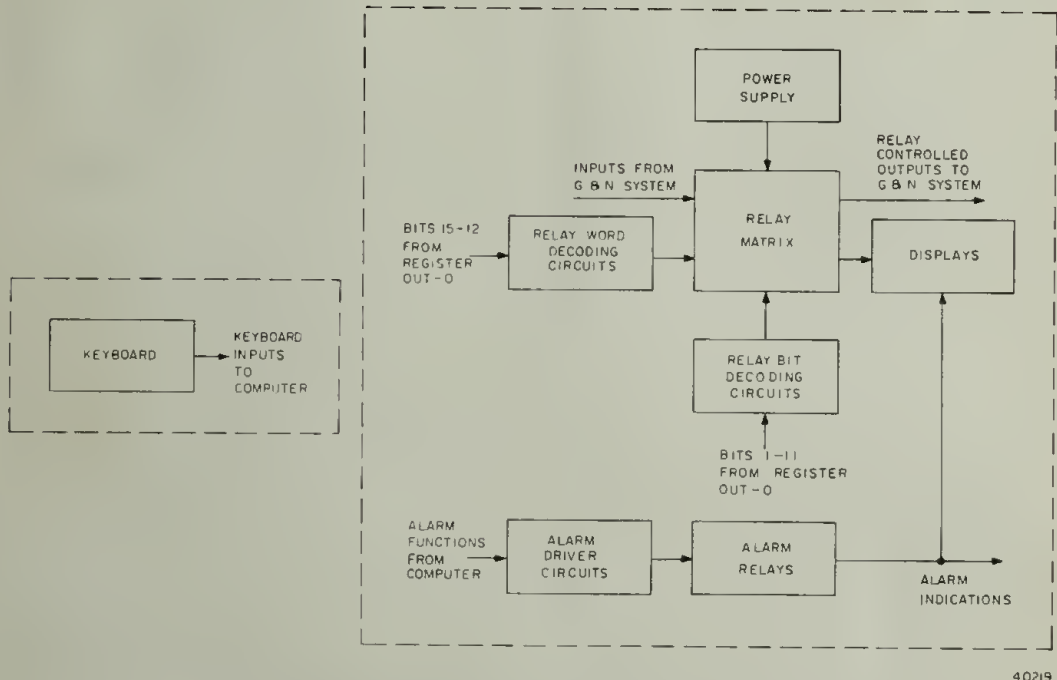 POWER
SUPPLY
RELAY
CONTROLLED
OUTPUTS TO
G & N SYSTEM
INPUTS FROM
G & N SYSTEM
RELAY
MATRIX
BITS 15-12
FROM
REGISTER
OUT-0
RELAY WORD
DECODING
CIRCUITS
DISPLAYS
KEYBOARD
KEYBOARD
INPUTS
TO
COMPUTER
RELAY BIT
DECODING
CIRCUITS
BITS 1-11
FROM REGISTER
OUT-0
ALARM
FUNCTIONS
FROM
COMPUTER
ALARM
DRIVER
CIRCUITS
ALARM
RELAYS
ALARM
INDICATIONS
40219